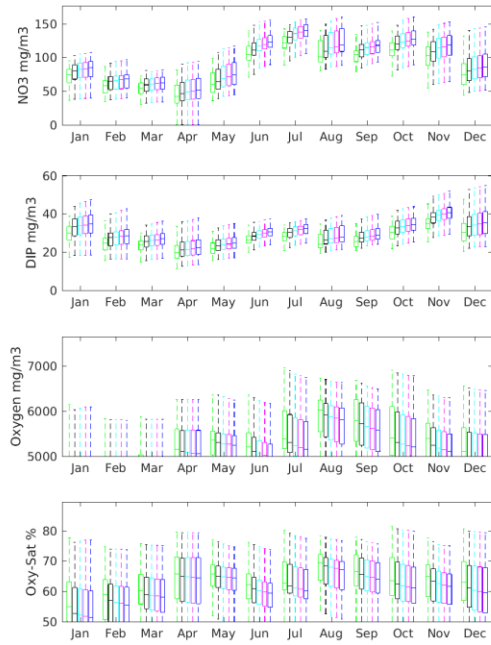 NO3 mg/m3
150
100
50
0
Jan Feb Mar Apr May Jun Jul Aug Sep Oct Nov Dec
DIP mg/m3
60
40
20
0
Jan Feb Mar Apr May Jun Jul Aug Sep Oct Nov Dec
Oxygen mg/m3
7000
6000
5000
Jan Feb Mar Apr May Jun Jul Aug Sep Oct Nov Dec
Oxy-Sat %
80
70
60
50
Jan Feb Mar Apr May Jun Jul Aug Sep Oct Nov Dec